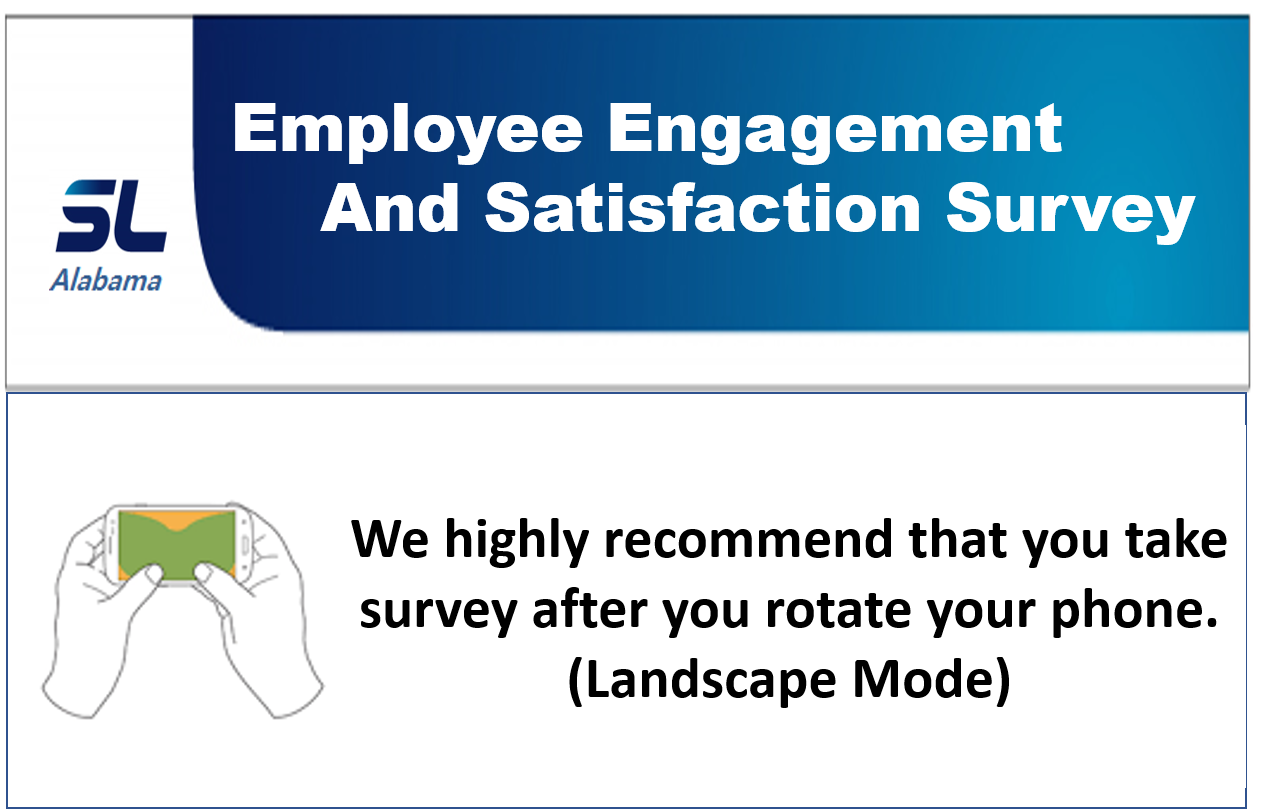 Employee Engagement
And Satisfaction Survey
SL
Alabama
We highly recommend that you take
survey after you rotate your phone.
(Landscape Mode)